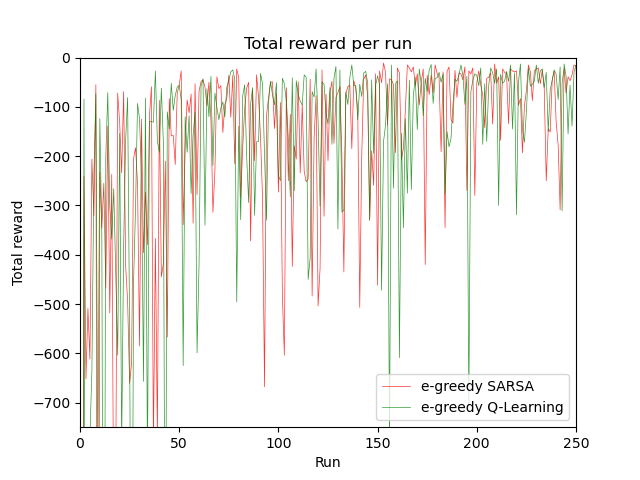 Total reward per run
Total reward
0
−100
−200
−300
−400
−500
−600
−700
0 50 100 150 200 250
Run
e-greedy SARSA
e-greedy Q-Learning